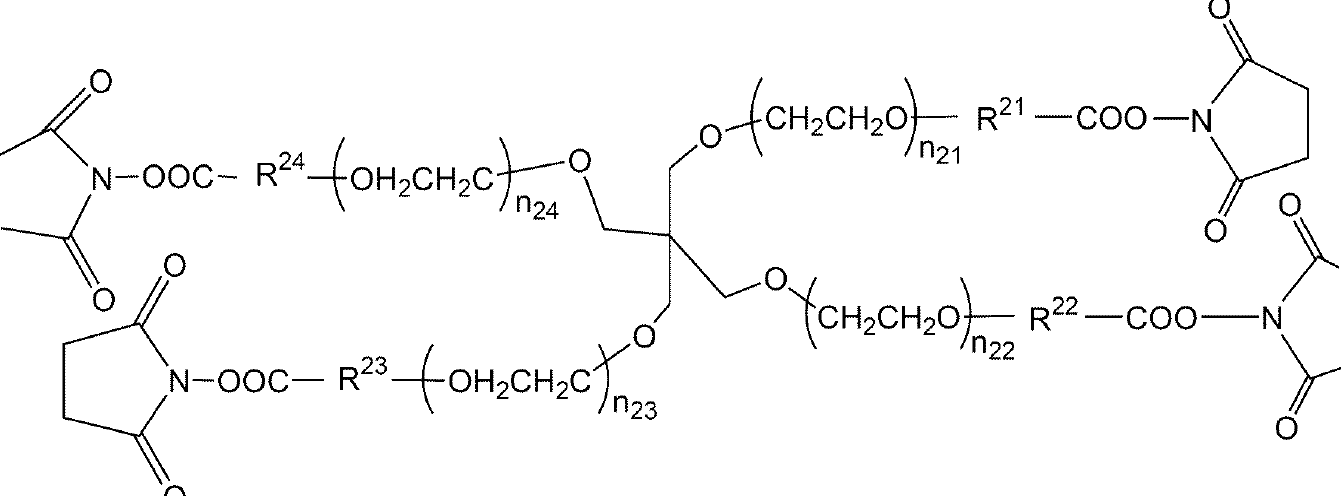 O
O O (CH₂CH₂O)n₂₁ R²¹ COO N
N OOC R²⁴ (OH₂CH₂C)n₂₄ O
O O O
O O (CH₂CH₂O)n₂₂ R²² COO N
O
N OOC R²³ (OH₂CH₂C)n₂₃ O
O
O